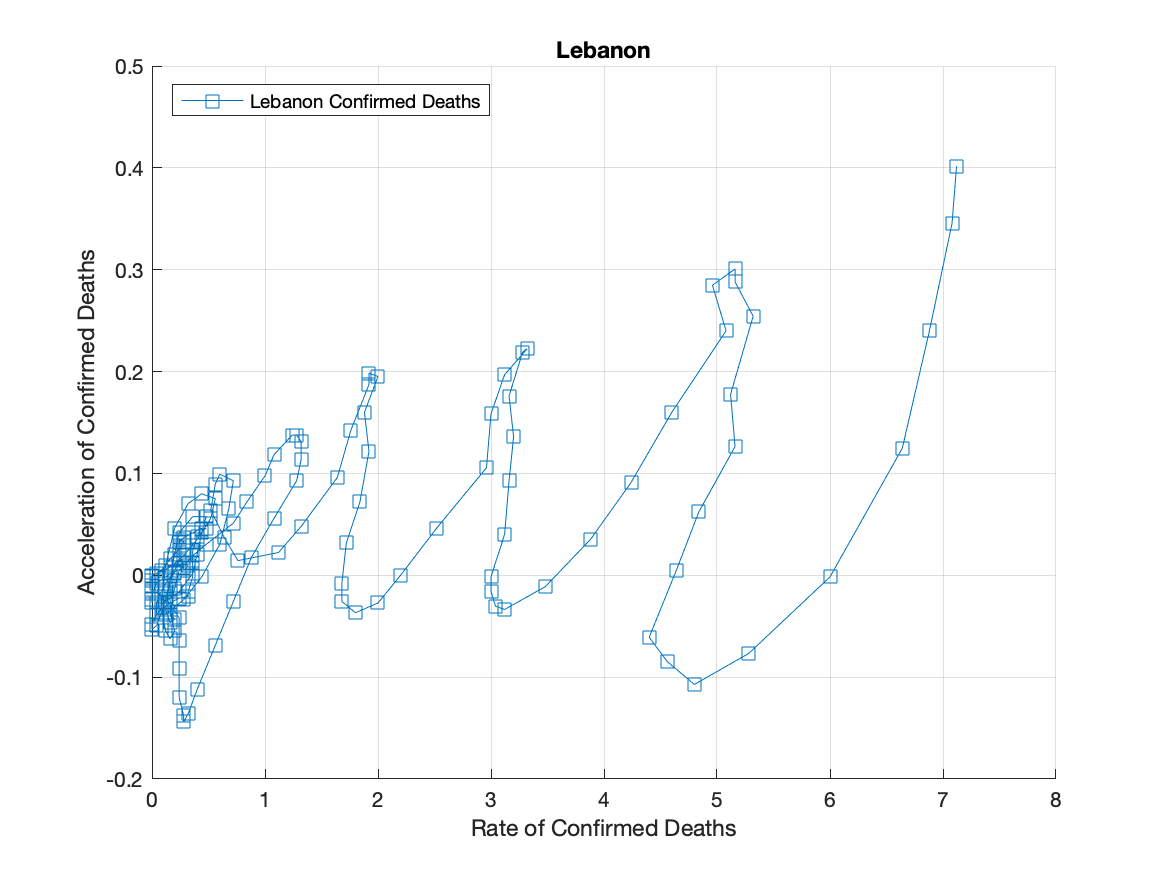 Lebanon
Lebanon Confirmed Deaths
0.5
0.4
0.3
0.2
0.1
0
-0.1
-0.2
Acceleration of Confirmed Deaths
0 1 2 3 4 5 6 7 8
Rate of Confirmed Deaths